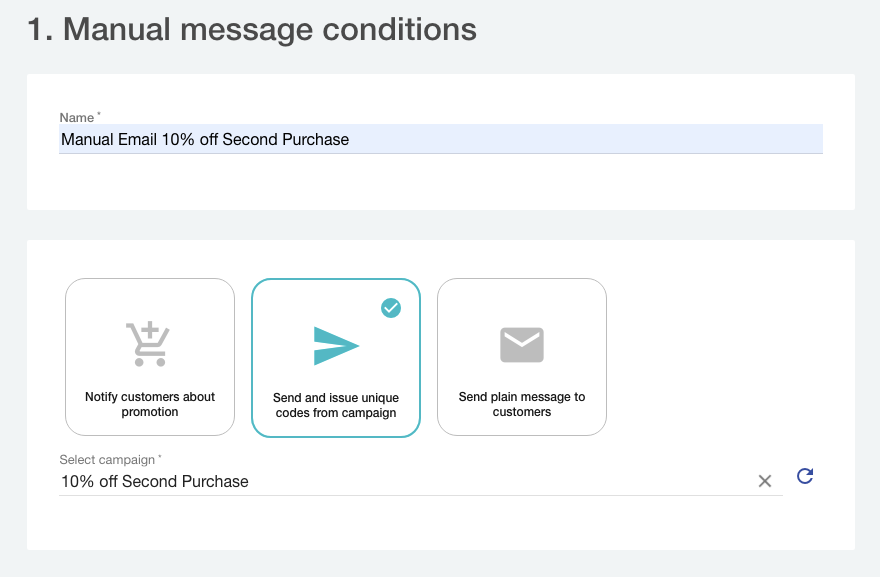 1. Manual message conditions
Name *
Manual Email 10% off Second Purchase
Notify customers about
promotion
Send and issue unique
codes from campaign
Send plain message to
customers
Select campaign *
10% off Second Purchase